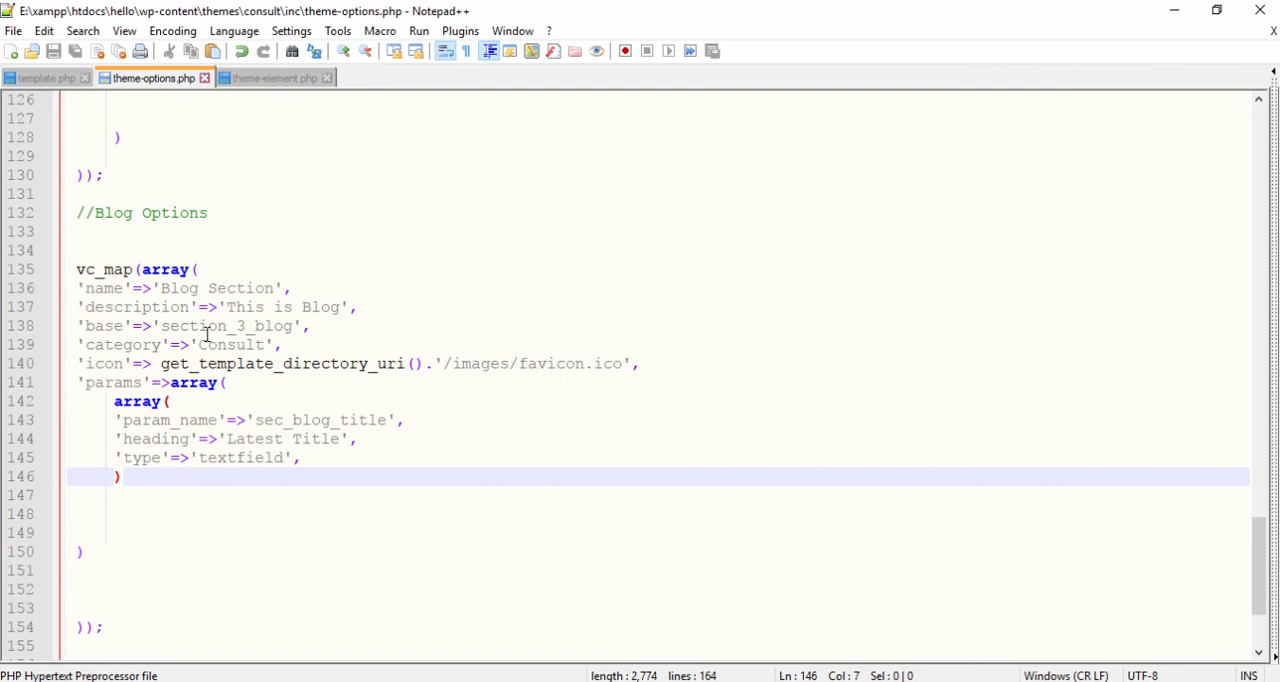 E:\xampp\htdocs\hello\wp-content\themes\consult\inc\theme-options.php - Notepad++
File Edit Search View Encoding Language Settings Tools Macro Run Plugins Window ? X
template.php theme-options.php theme-element.php
126
127
128 )
129
130 ));
131
132 //Blog Options
133
134
135 vc_map(array(
136 'name'=>'Blog Section',
137 'description'=>'This is Blog',
138 'base'=>'section_3_blog',
139 'category'=>'Consult',
140 'icon'=> get_template_directory_uri().'/images/favicon.ico',
141 'params'=>array(
142 array(
143 'param_name'=>'sec_blog_title',
144 'heading'=>'Latest Title',
145 'type'=>'textfield',
146 )
147
148
149
150 )
151
152
153
154 ));
155
PHP Hypertext Preprocessor file length : 2,774 lines : 164 Ln : 146 Col : 7 Sel : 0 | 0 Windows (CR LF) UTF-8 INS